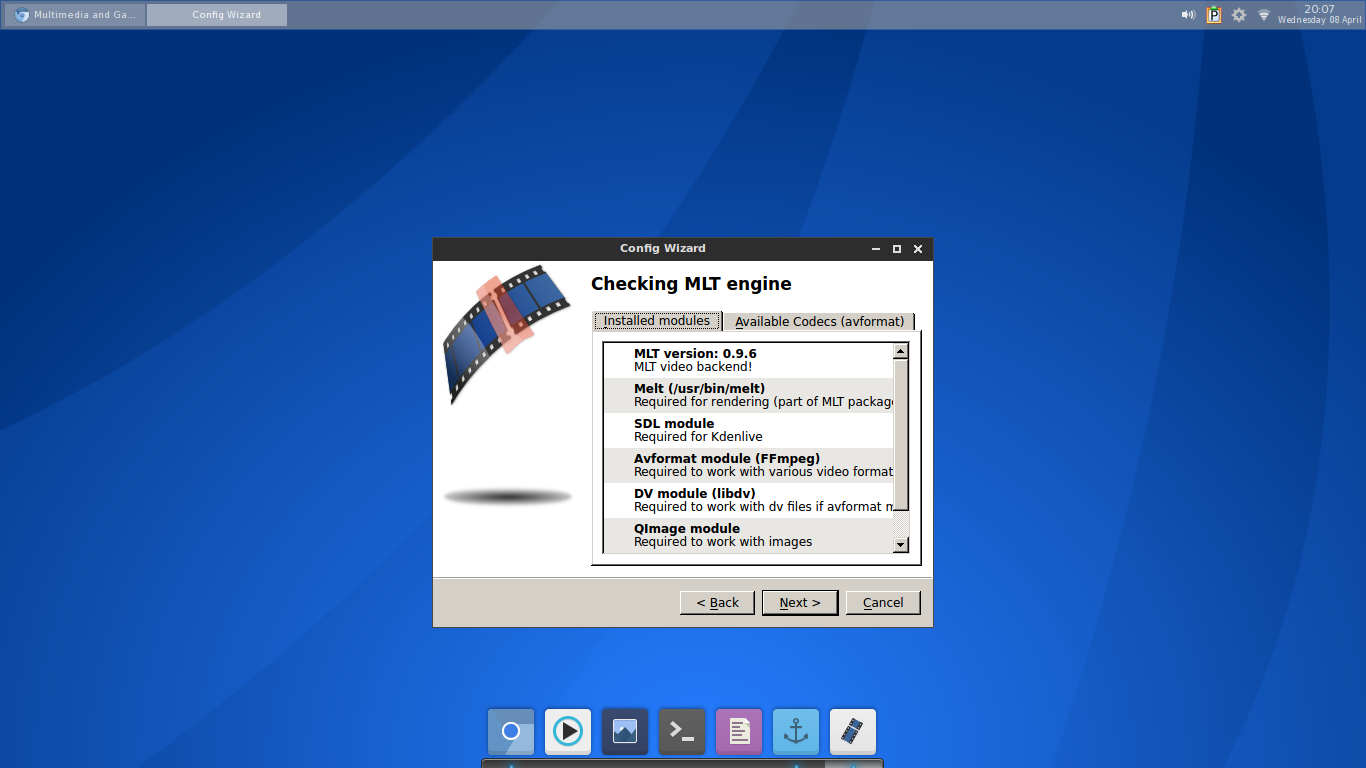 Multimedia and Ga...
Config Wizard
P
20:07
Wednesday 08 April
Config Wizard
Checking MLT engine
Installed modules
Available Codecs (avformat)
MLT version: 0.9.6
MLT video backend!
Melt (/usr/bin/melt)
Required for rendering (part of MLT package
SDL module
Required for Kdenlive
Avformat module (FFmpeg)
Required to work with various video format
DV module (libdv)
Required to work with dv files if avformat m
QImage module
Required to work with images
< Back
Next >
Cancel